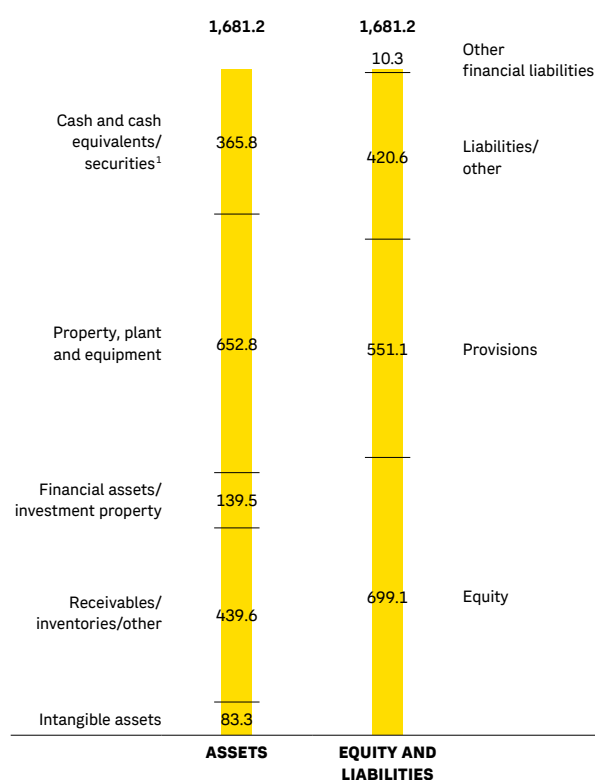 1,681.2 1,681.2
10.3
Other
financial liabilities
Cash and cash
equivalents/
securities¹
365.8
420.6
Liabilities/
other
Property, plant
and equipment
652.8
551.1
Provisions
Financial assets/
investment property
139.5
Receivables/
inventories/other
439.6
699.1
Equity
Intangible assets
83.3
ASSETS
EQUITY AND
LIABILITIES